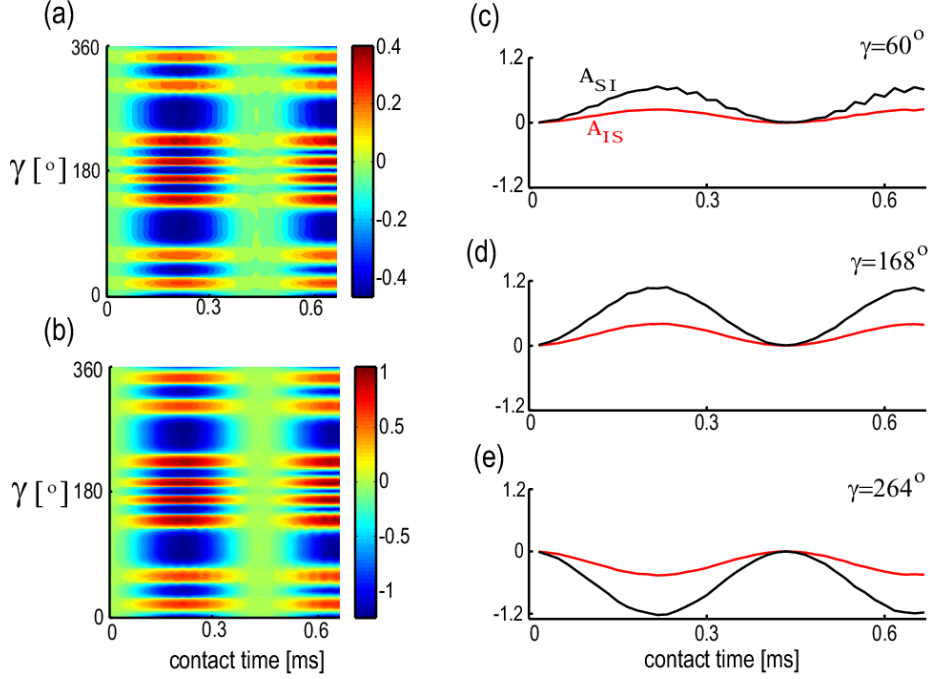 (a)
360
180
0
γ [°]
0
0.3
0.6
0.4
0.2
0
-0.2
-0.4
(b)
360
180
0
γ [°]
0
0.3
0.6
contact time [ms]
1
0.5
0
-0.5
-1
(c)
γ=60°
1.2
0
-1.2
A_SI
A_IS
0
0.3
0.6
(d)
γ=168°
1.2
0
-1.2
0
0.3
0.6
(e)
γ=264°
1.2
0
-1.2
0
0.3
0.6
contact time [ms]